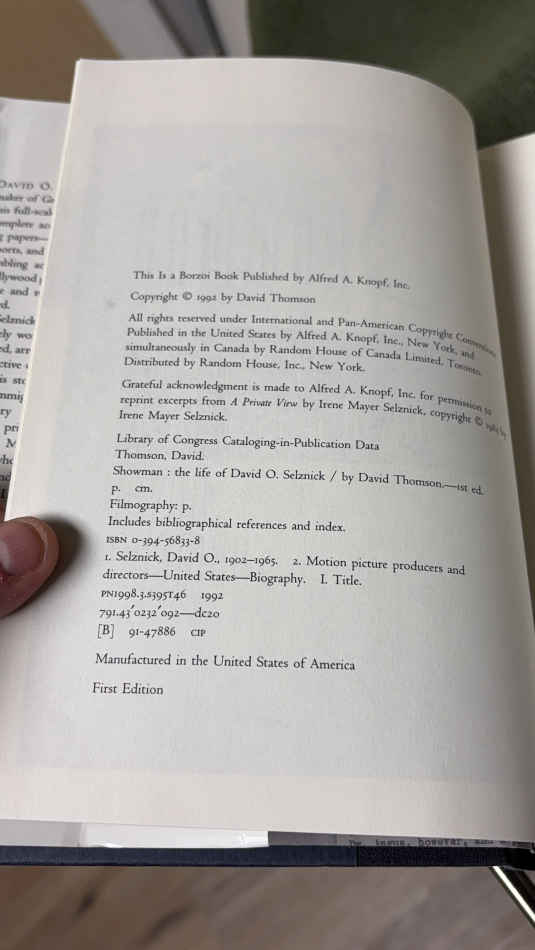 This Is a Borzoi Book Published by Alfred A. Knopf, Inc.
Copyright © 1992 by David Thomson
All rights reserved under International and Pan-American Copyright Conventions.
Published in the United States by Alfred A. Knopf, Inc., New York, and
simultaneously in Canada by Random House of Canada Limited, Toronto.
Distributed by Random House, Inc., New York.
Grateful acknowledgment is made to Alfred A. Knopf, Inc. for permission to
reprint excerpts from A Private View by Irene Mayer Selznick, copyright © 1983 by
Irene Mayer Selznick.
Library of Congress Cataloging-in-Publication Data
Thomson, David.
Showman : the life of David O. Selznick / by David Thomson.—1st ed.
p. cm.
Filmography: p.
Includes bibliographical references and index.
ISBN 0-394-56833-8
1. Selznick, David O., 1902–1965. 2. Motion picture producers and
directors—United States—Biography. I. Title.
PN1998.3.S395T46 1992
791.43′0232′092—dc20
[B] 91-47886 CIP
Manufactured in the United States of America
First Edition